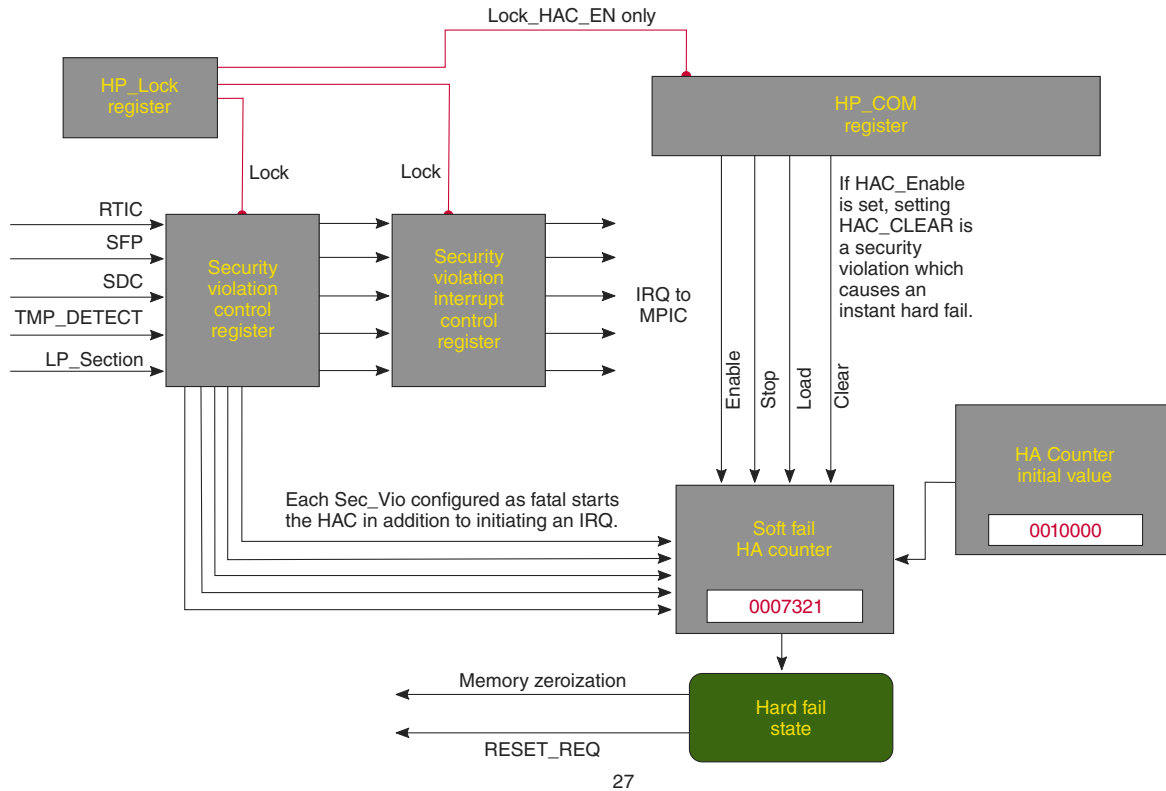 Lock_HAC_EN only
HP_Lock
register
HP_COM
register
Lock
Lock
If HAC_Enable
is set, setting
HAC_CLEAR is
a security
violation which
causes an
instant hard fail.
RTIC
SFP
SDC
TMP_DETECT
LP_Section
Security
violation
control
register
Security
violation
interrupt
control
register
IRQ to
MPIC
Enable
Stop
Load
Clear
HA Counter
initial value
0010000
Each Sec_Vio configured as fatal starts
the HAC in addition to initiating an IRQ.
Soft fail
HA counter
0007321
Memory zeroization
Hard fail
state
RESET_REQ
27